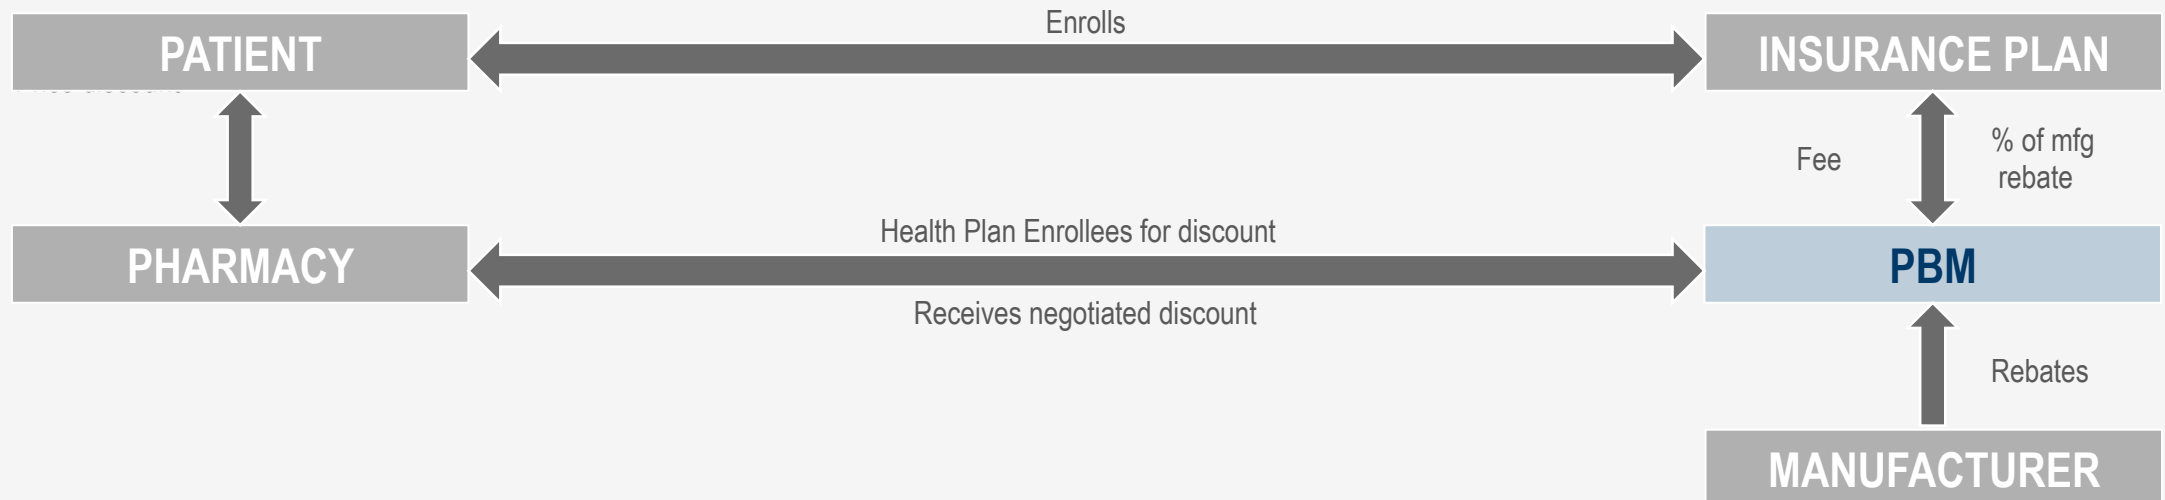 Enrolls
PATIENT
INSURANCE PLAN
Fee
% of mfg
rebate
Health Plan Enrollees for discount
PHARMACY
PBM
Receives negotiated discount
Rebates
MANUFACTURER